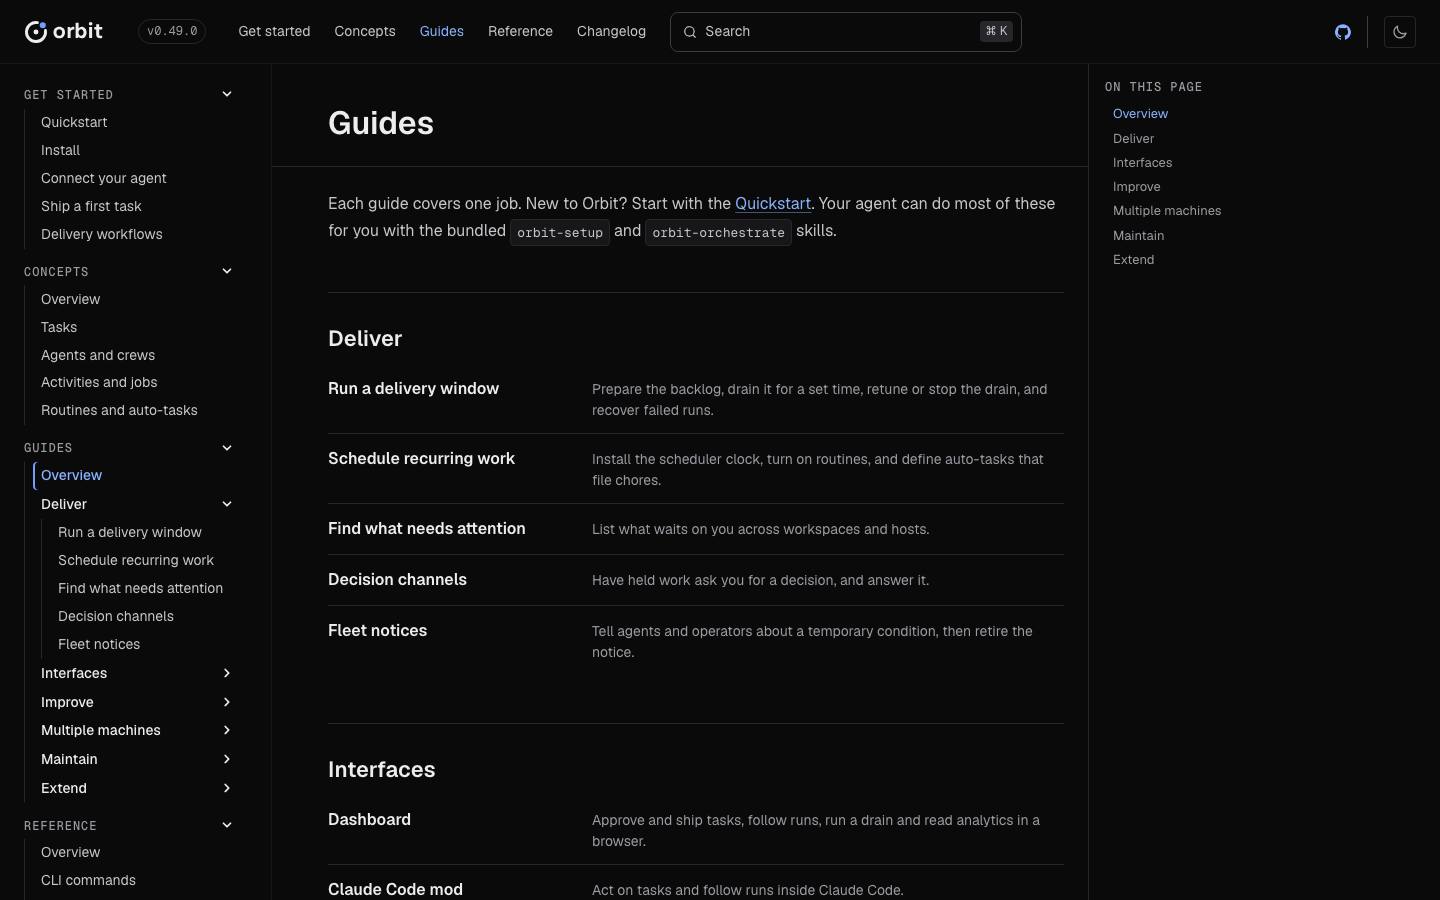 orbit
v0.49.0
Get started
Concepts
Guides
Reference
Changelog
Search
⌘ K
GET STARTED
Quickstart
Install
Connect your agent
Ship a first task
Delivery workflows
CONCEPTS
Overview
Tasks
Agents and crews
Activities and jobs
Routines and auto-tasks
GUIDES
Overview
Deliver
Run a delivery window
Schedule recurring work
Find what needs attention
Decision channels
Fleet notices
Interfaces
Improve
Multiple machines
Maintain
Extend
REFERENCE
Overview
CLI commands
Guides
Each guide covers one job. New to Orbit? Start with the Quickstart. Your agent can do most of these
for you with the bundled orbit-setup and orbit-orchestrate skills.
Deliver
Run a delivery window
Prepare the backlog, drain it for a set time, retune or stop the drain, and
recover failed runs.
Schedule recurring work
Install the scheduler clock, turn on routines, and define auto-tasks that
file chores.
Find what needs attention
List what waits on you across workspaces and hosts.
Decision channels
Have held work ask you for a decision, and answer it.
Fleet notices
Tell agents and operators about a temporary condition, then retire the
notice.
Interfaces
Dashboard
Approve and ship tasks, follow runs, run a drain and read analytics in a
browser.
Claude Code mod
Act on tasks and follow runs inside Claude Code.
ON THIS PAGE
Overview
Deliver
Interfaces
Improve
Multiple machines
Maintain
Extend